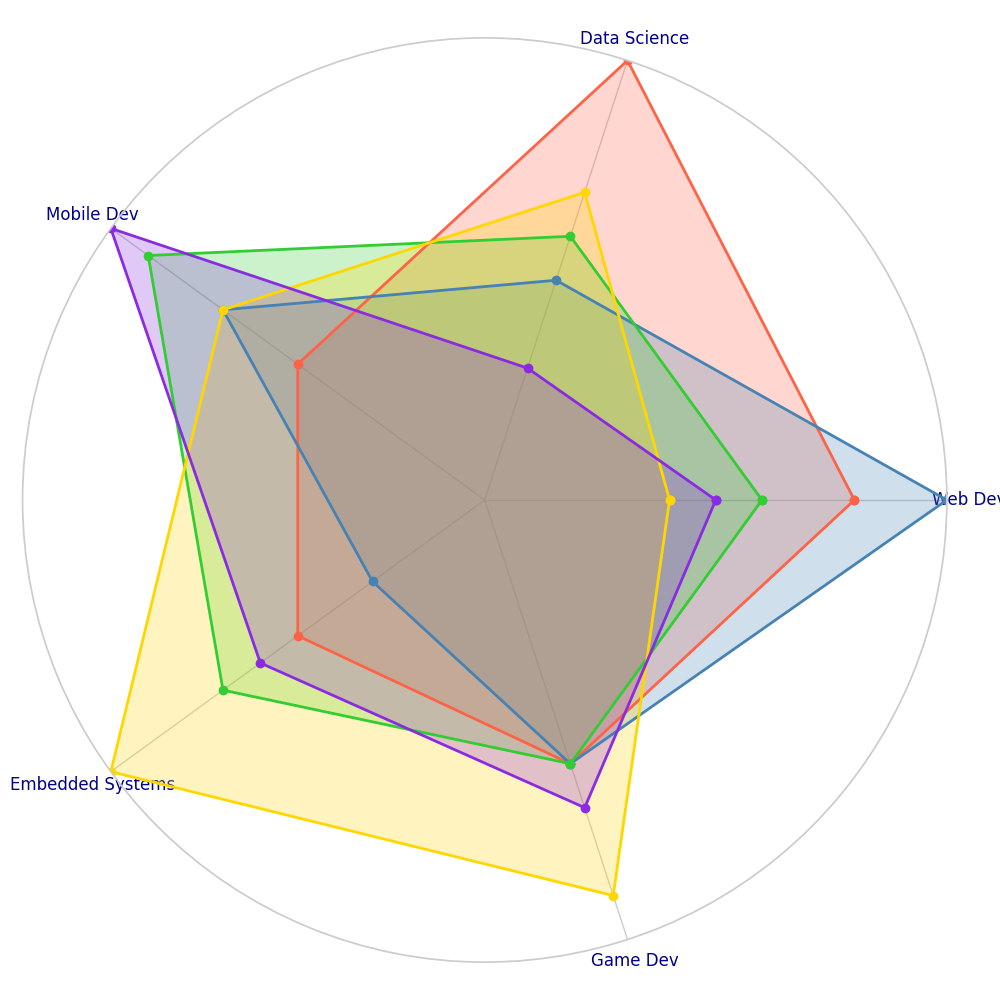 Data Science
Mobile Dev
Web Dev
Embedded Systems
Game Dev